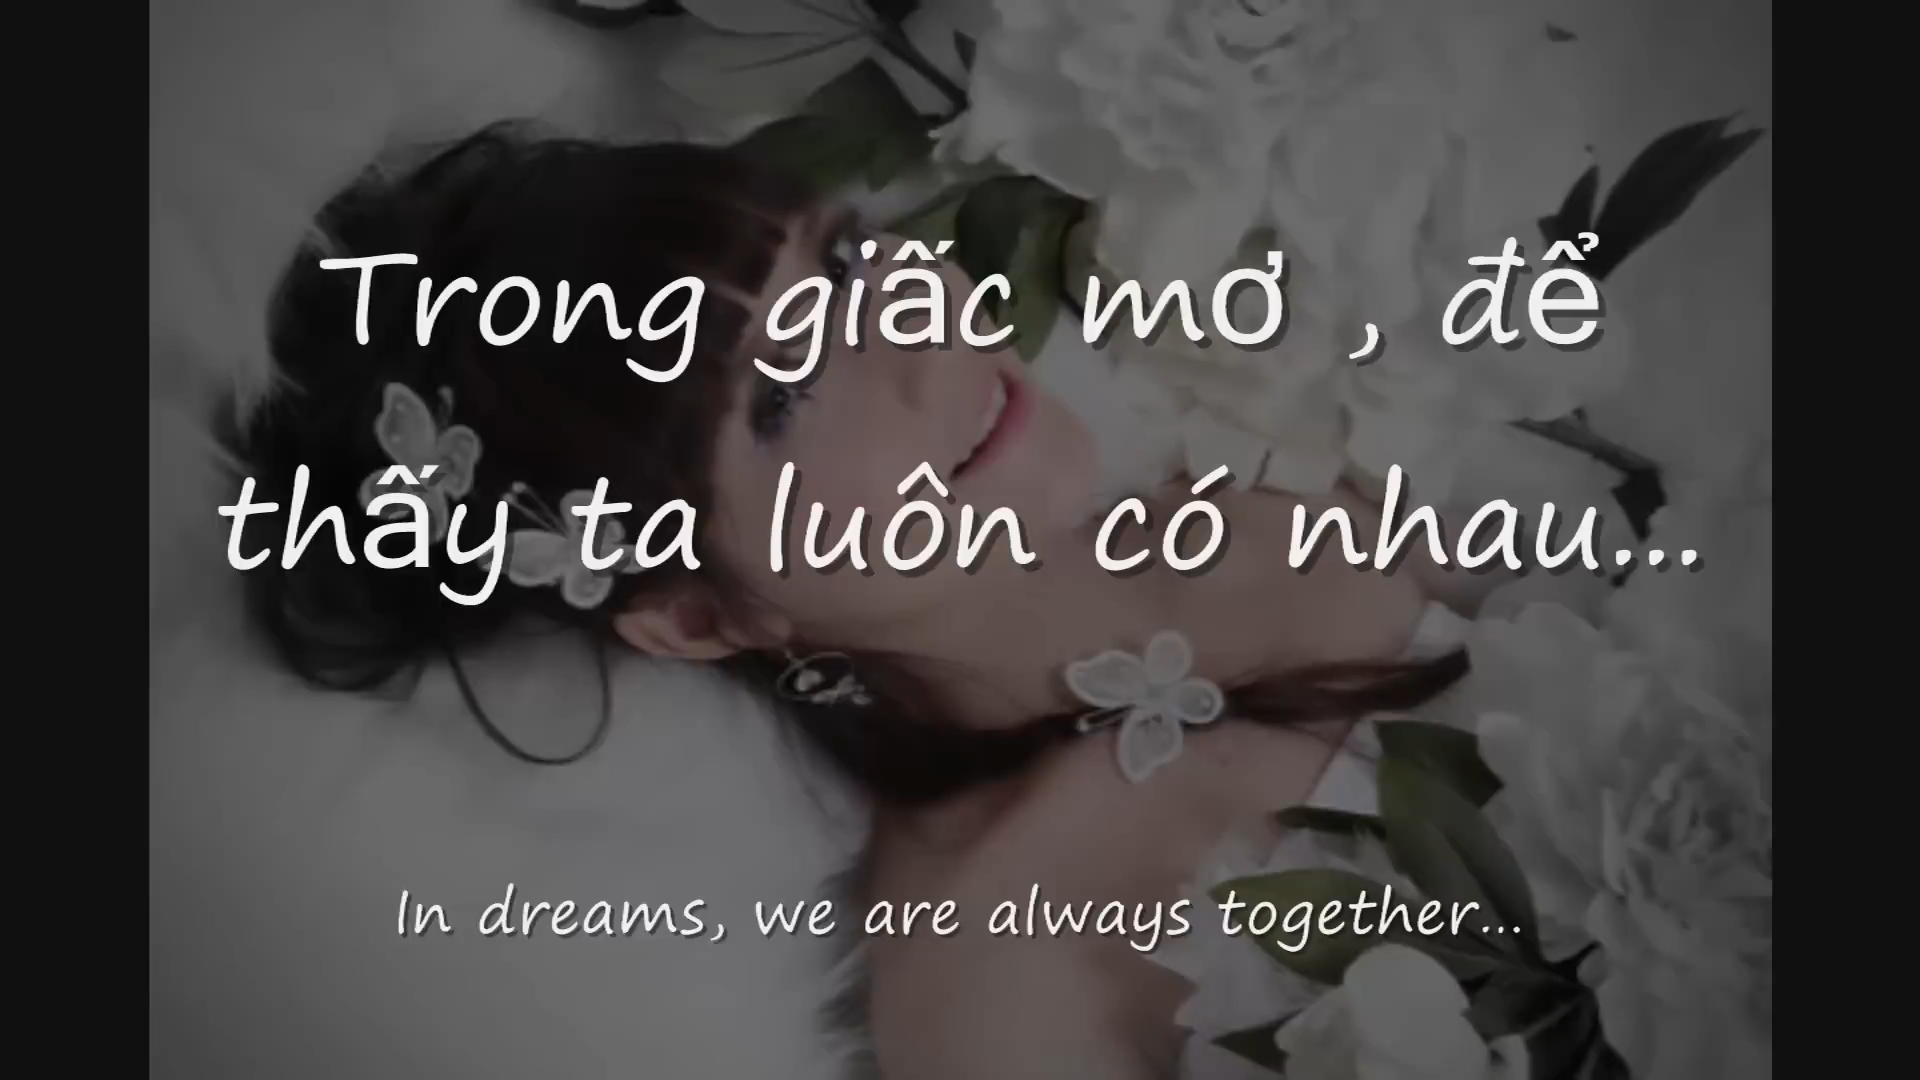 Trong giấc mơ , để
thấy ta luôn có nhau...
In dreams, we are always together...